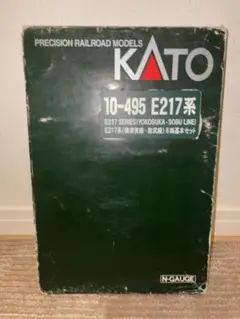 PRECISION RAILROAD MODELS
KATO
10-495 E217系
E217 SERIES(YOKOSUKA・SOBU LINE)
E217系(横須賀線・総武線)8両基本セット
N-GAUGE